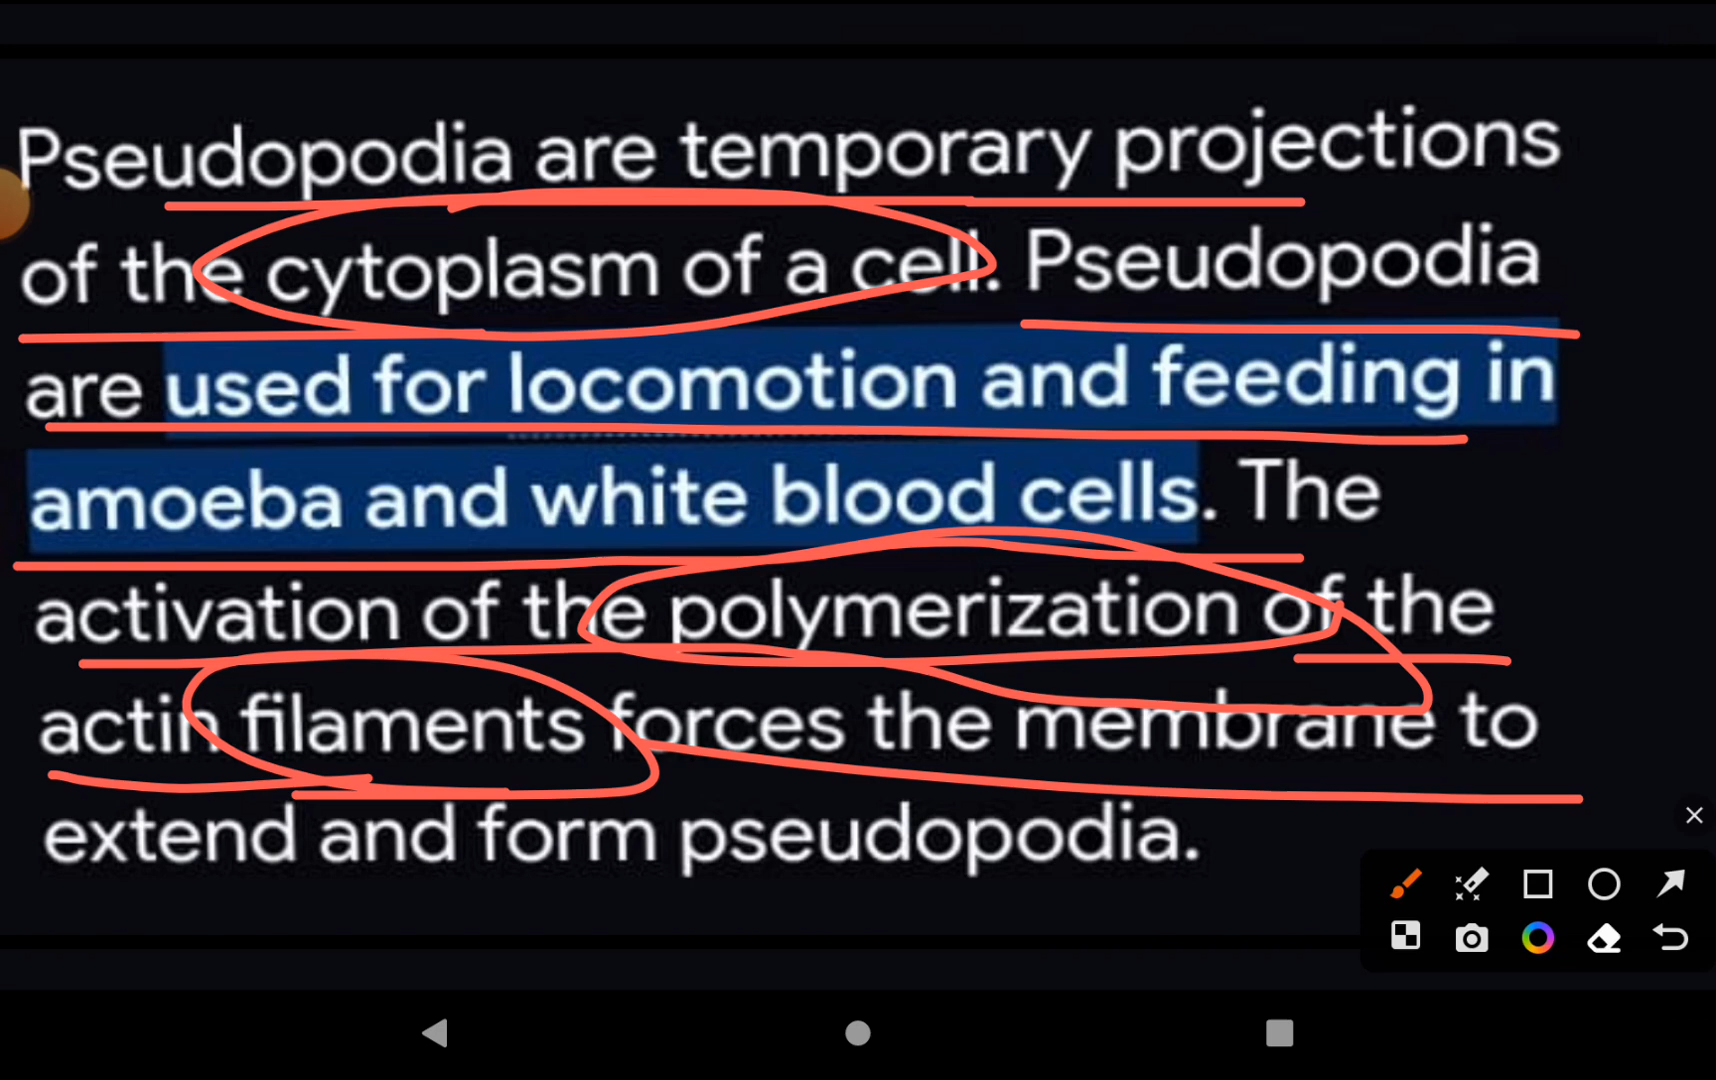 Pseudopodia are temporary projections
of the cytoplasm of a cell. Pseudopodia
are used for locomotion and feeding in
amoeba and white blood cells. The
activation of the polymerization of the
actin filaments forces the membrane to
extend and form pseudopodia.